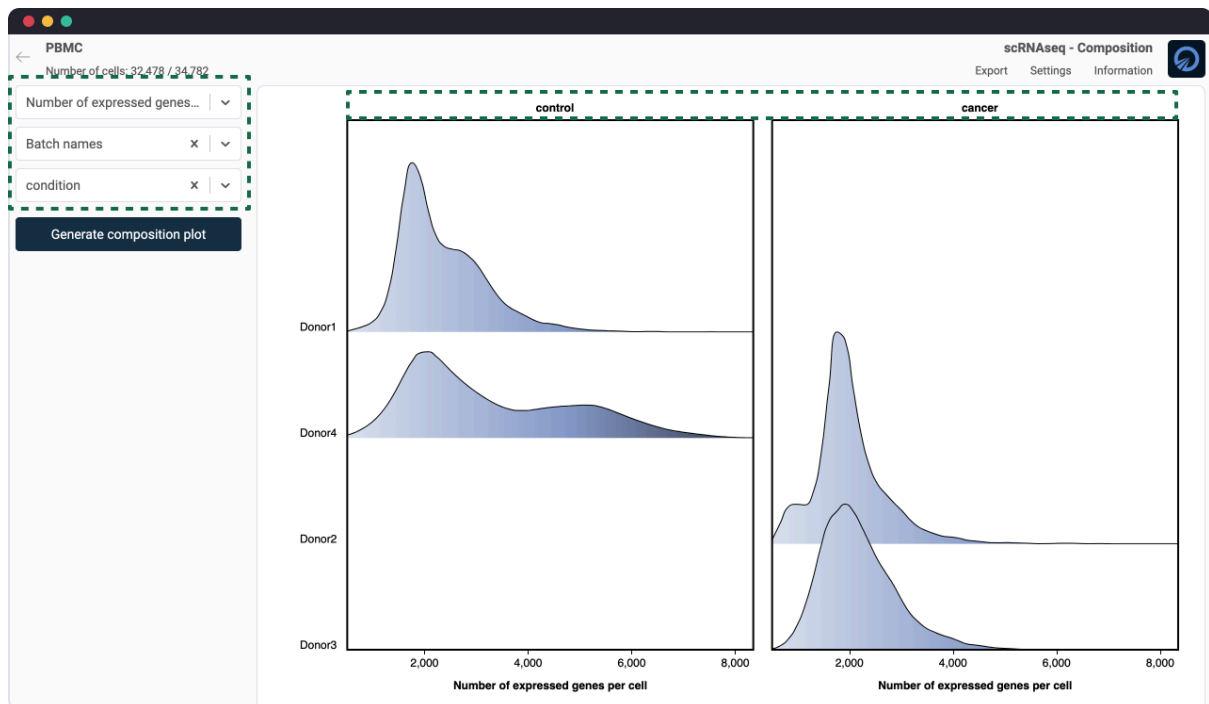 PBMC
Number of cells: 32,478 / 34,782
scRNAseq - Composition
Export Settings Information
Number of expressed genes...
Batch names
condition
Generate composition plot
control cancer
Donor1
Donor4
Donor2
Donor3
2,000 4,000 6,000 8,000 2,000 4,000 6,000 8,000
Number of expressed genes per cell Number of expressed genes per cell